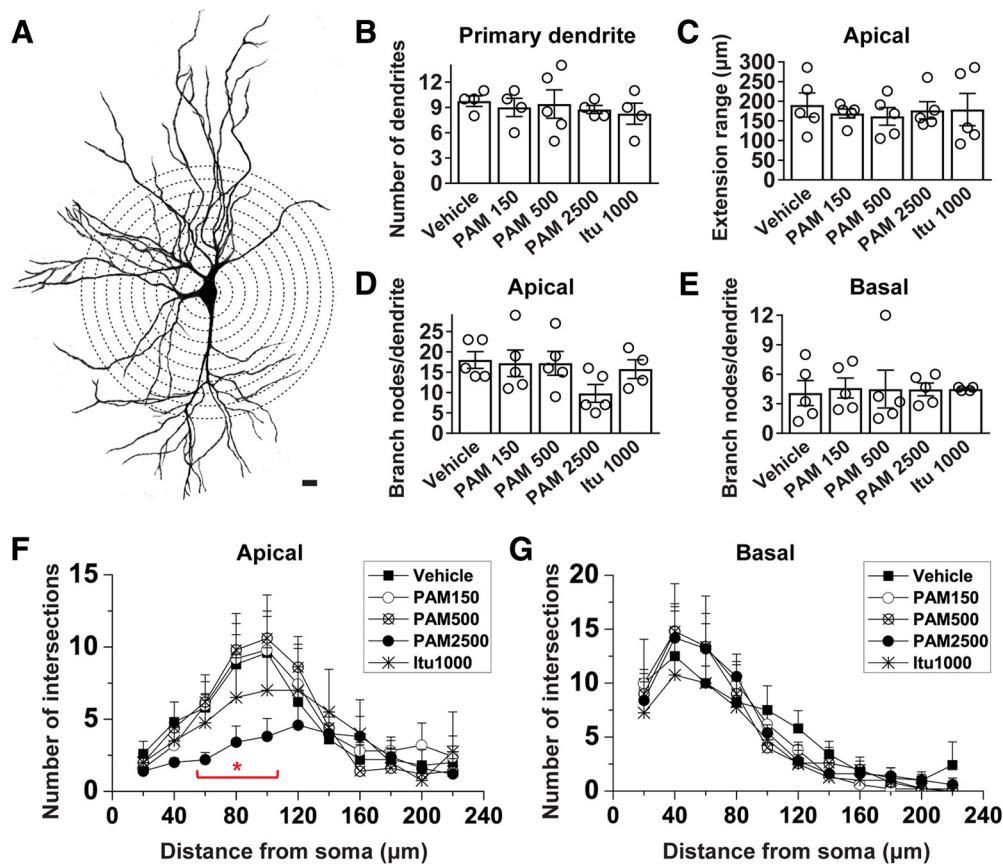 A
B
Primary dendrite
Number of dendrites
12
9
6
3
0
Vehicle
PAM 150
PAM 500
PAM 2500
Itu 1000
C
Apical
Extension range (µm)
300
250
200
150
100
50
0
Vehicle
PAM 150
PAM 500
PAM 2500
Itu 1000
D
Apical
Branch nodes/dendrite
25
20
15
10
5
0
Vehicle
PAM 150
PAM 500
PAM 2500
Itu 1000
E
Basal
Branch nodes/dendrite
12
9
6
3
0
Vehicle
PAM 150
PAM 500
PAM 2500
Itu 1000
F
Apical
Number of intersections
15
10
5
0
Vehicle
PAM150
PAM500
PAM2500
Itu1000
*
0 40 80 120 160 200 240
Distance from soma (µm)
G
Basal
Number of intersections
20
15
10
5
0
Vehicle
PAM150
PAM500
PAM2500
Itu1000
0 40 80 120 160 200 240
Distance from soma (µm)